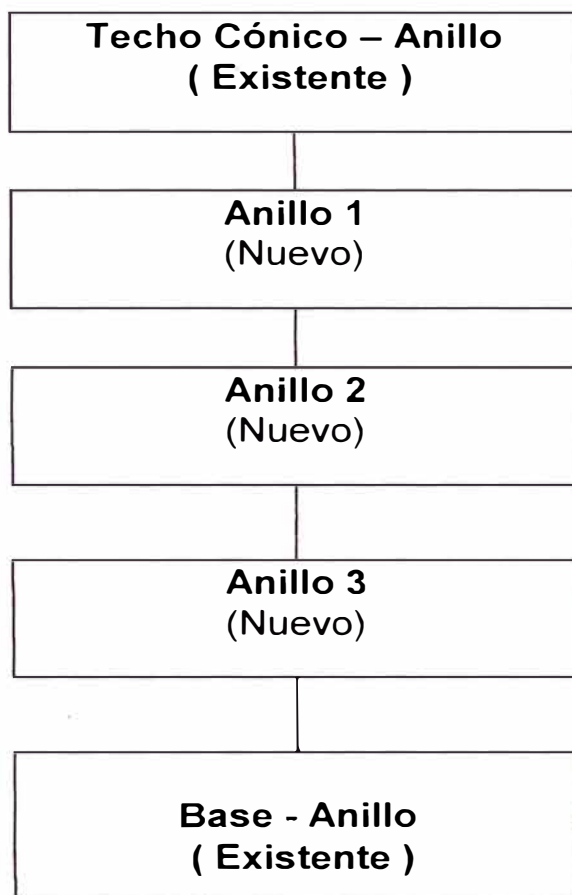 Techo Cónico – Anillo
( Existente )
Anillo 1
(Nuevo)
Anillo 2
(Nuevo)
Anillo 3
(Nuevo)
Base - Anillo
( Existente )